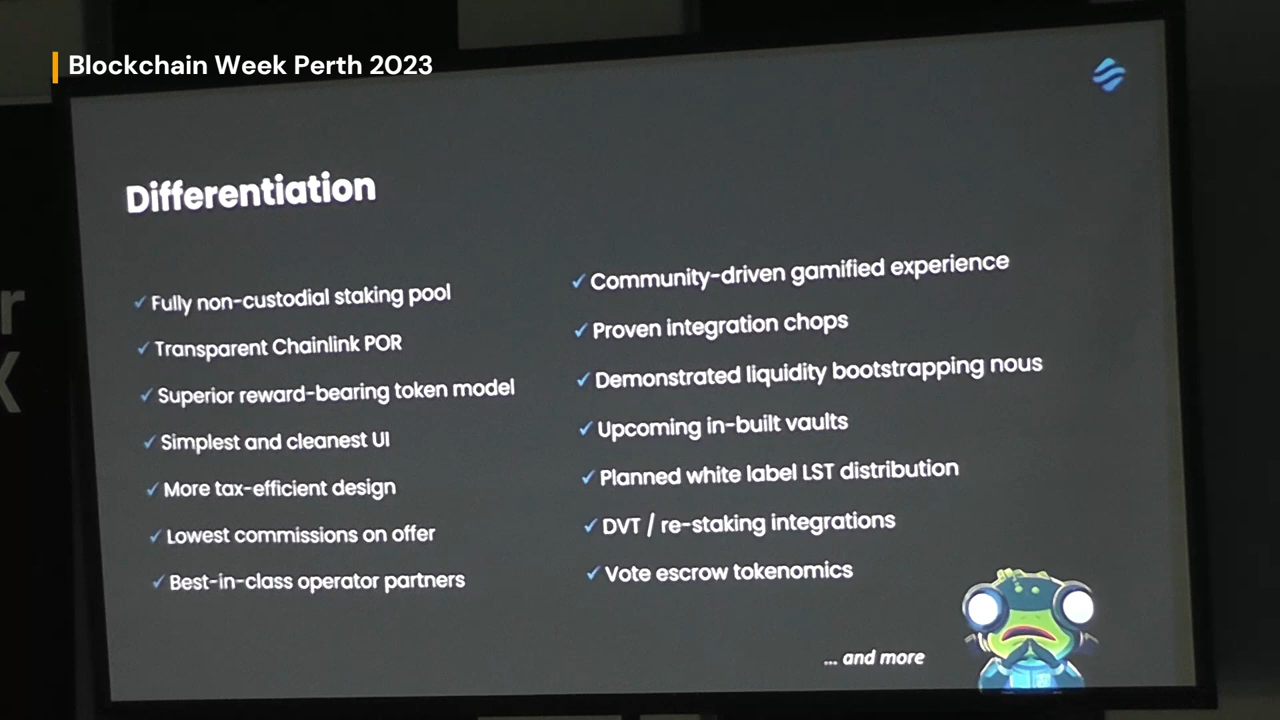 Blockchain Week Perth 2023
Differentiation
✓ Fully non-custodial staking pool
✓ Transparent Chainlink POR
✓ Superior reward-bearing token model
✓ Simplest and cleanest UI
✓ More tax-efficient design
✓ Lowest commissions on offer
✓ Best-in-class operator partners
✓ Community-driven gamified experience
✓ Proven integration chops
✓ Demonstrated liquidity bootstrapping nous
✓ Upcoming in-built vaults
✓ Planned white label LST distribution
✓ DVT / re-staking integrations
✓ Vote escrow tokenomics
... and more